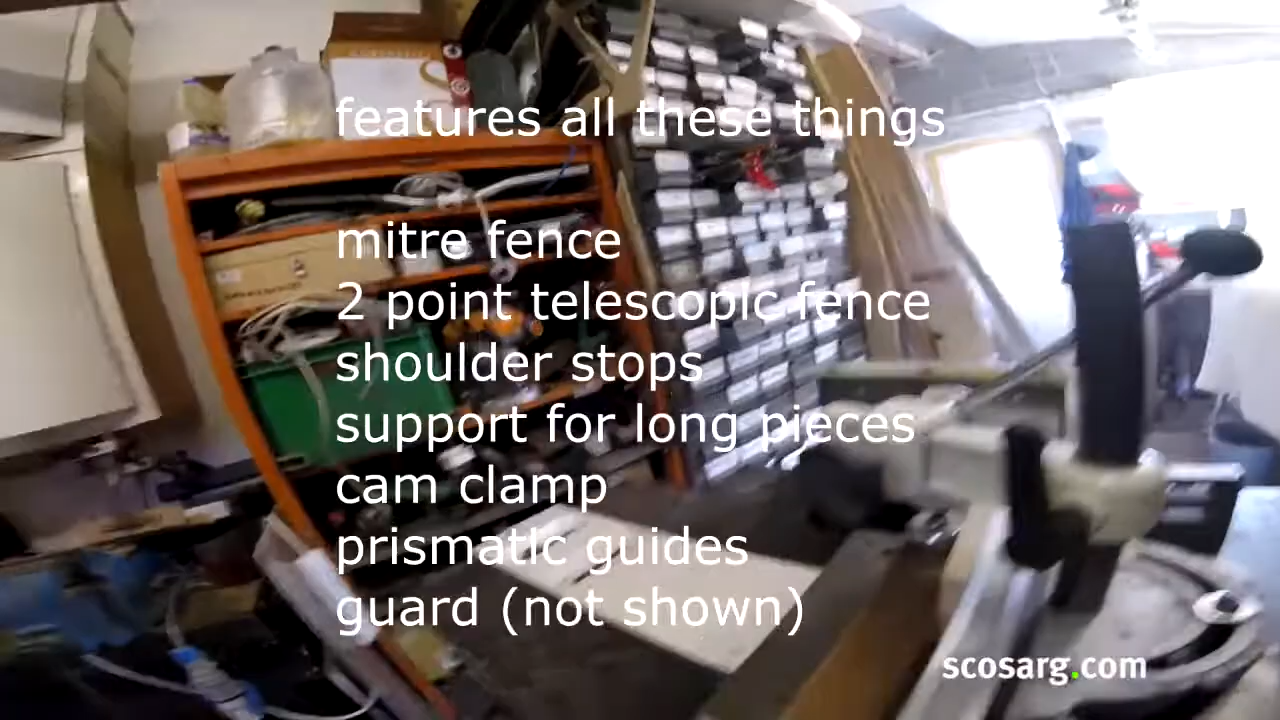 features all these things
mitre fence
2 point telescopic fence
shoulder stops
support for long pieces
cam clamp
prismatic guides
guard (not shown)
scosarg.com